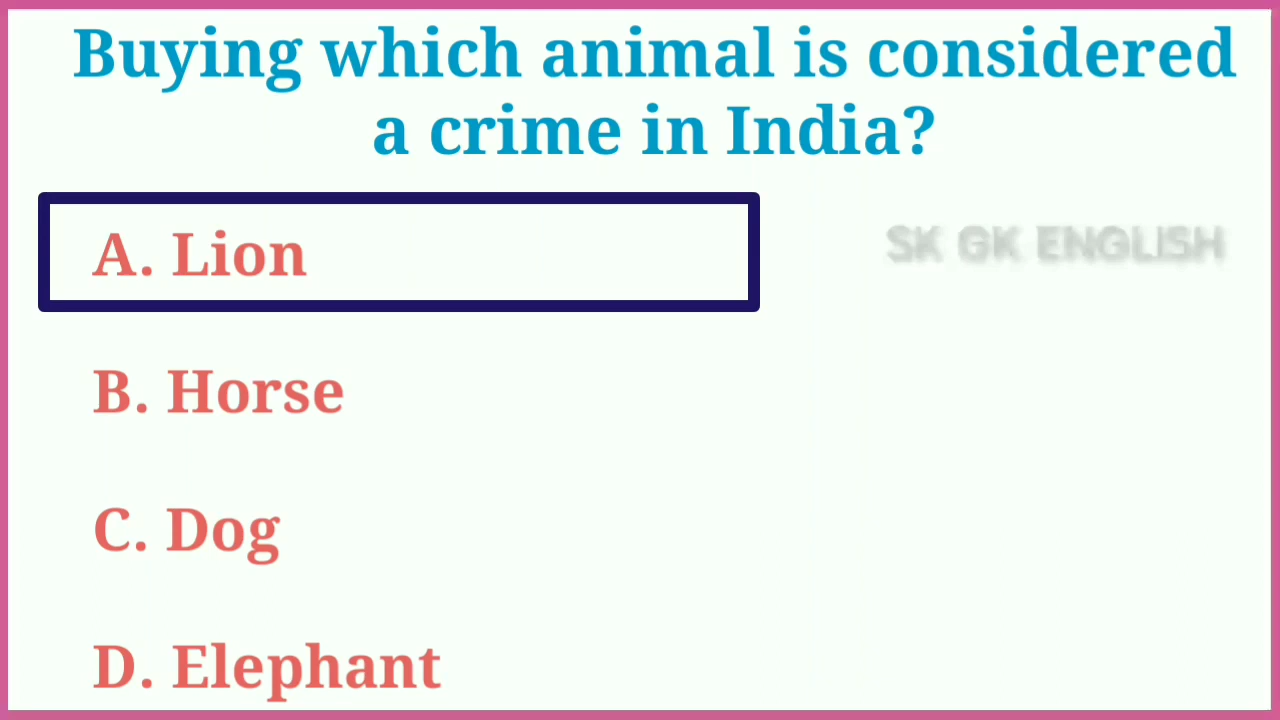 Buying which animal is considered
a crime in India?
A. Lion
SK GK ENGLISH
B. Horse
C. Dog
D. Elephant